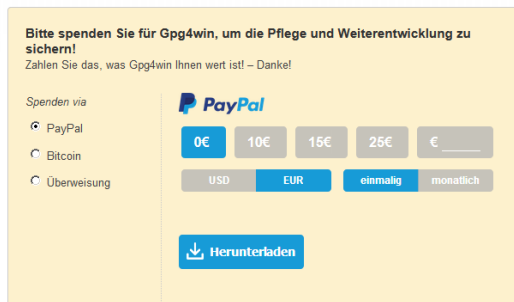 Bitte spenden Sie für Gpg4win, um die Pflege und Weiterentwicklung zu
sichern!
Zahlen Sie das, was Gpg4win Ihnen wert ist! – Danke!
Spenden via
PayPal
Bitcoin
Überweisung
PayPal
0€ 10€ 15€ 25€ € ____
USD EUR einmalig monatlich
Herunterladen